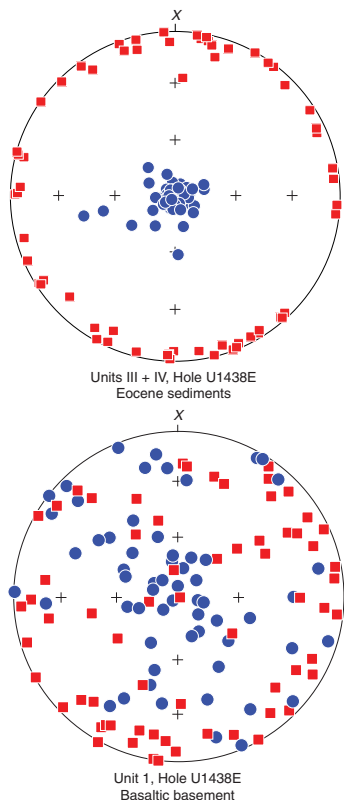 X
Units III + IV, Hole U1438E
Eocene sediments
X
Unit 1, Hole U1438E
Basaltic basement